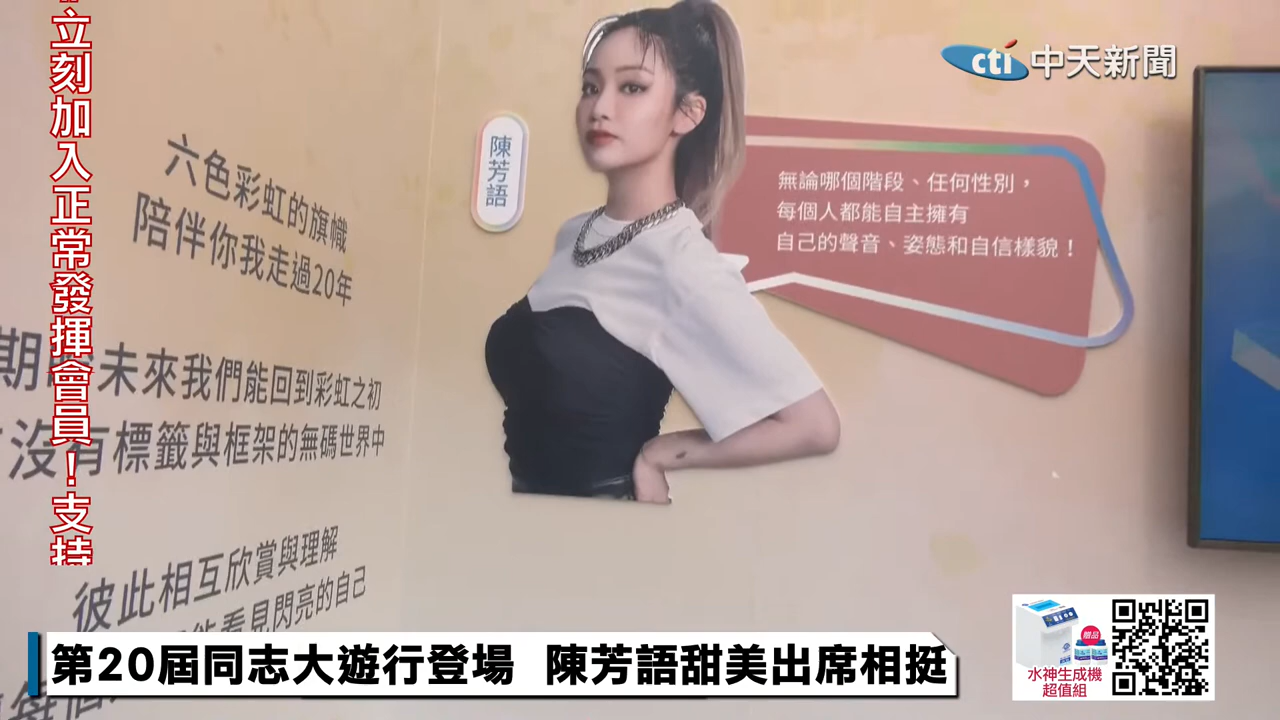 立刻加入正常發揮會員！支持
cti 中天新聞
陳芳語
無論哪個階段、任何性別，
每個人都能自主擁有
自己的聲音、姿態和自信樣貌！
六色彩虹的旗幟
陪伴你我走過20年
未來我們能回到彩虹之初
沒有標籤與框架的無碼世界中
彼此相互欣賞與理解
看見閃亮的自己
贈品
水神生成機
超值組
第20屆同志大遊行登場 陳芳語甜美出席相挺